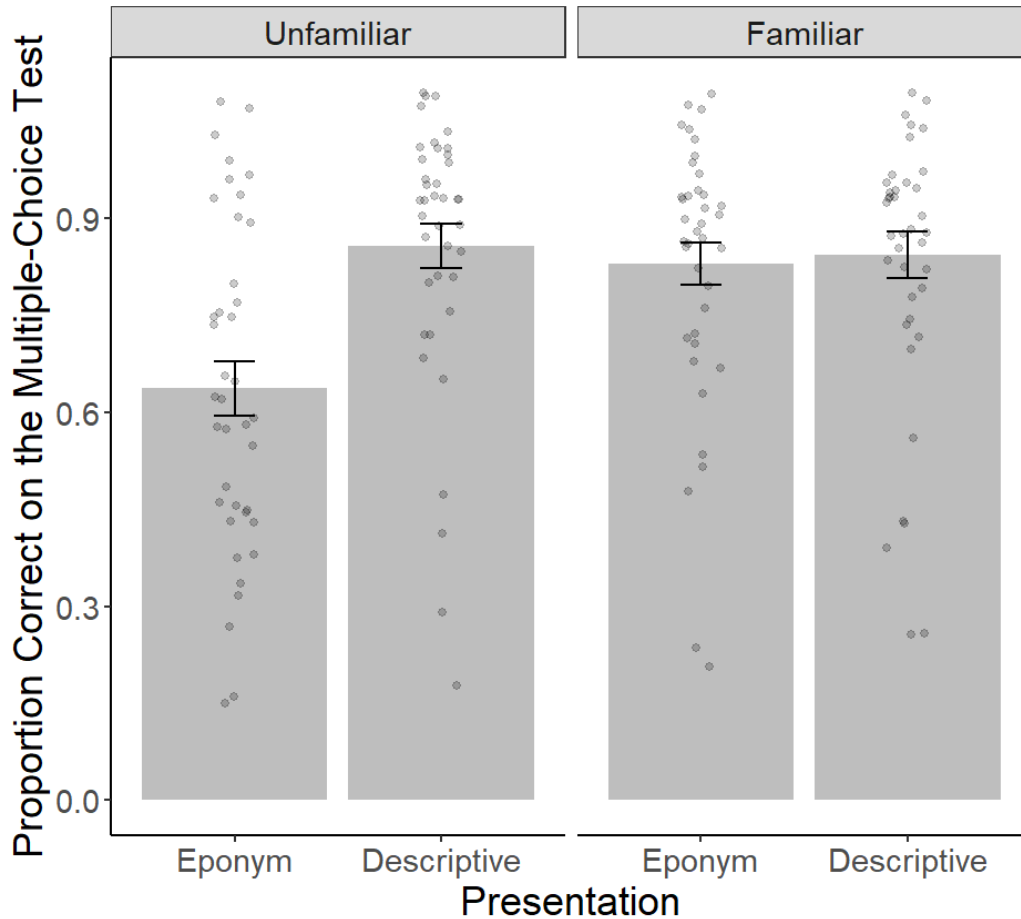 Unfamiliar
Familiar
Proportion Correct on the Multiple-Choice Test
0.9
0.6
0.3
0.0
Eponym
Descriptive
Eponym
Descriptive
Presentation